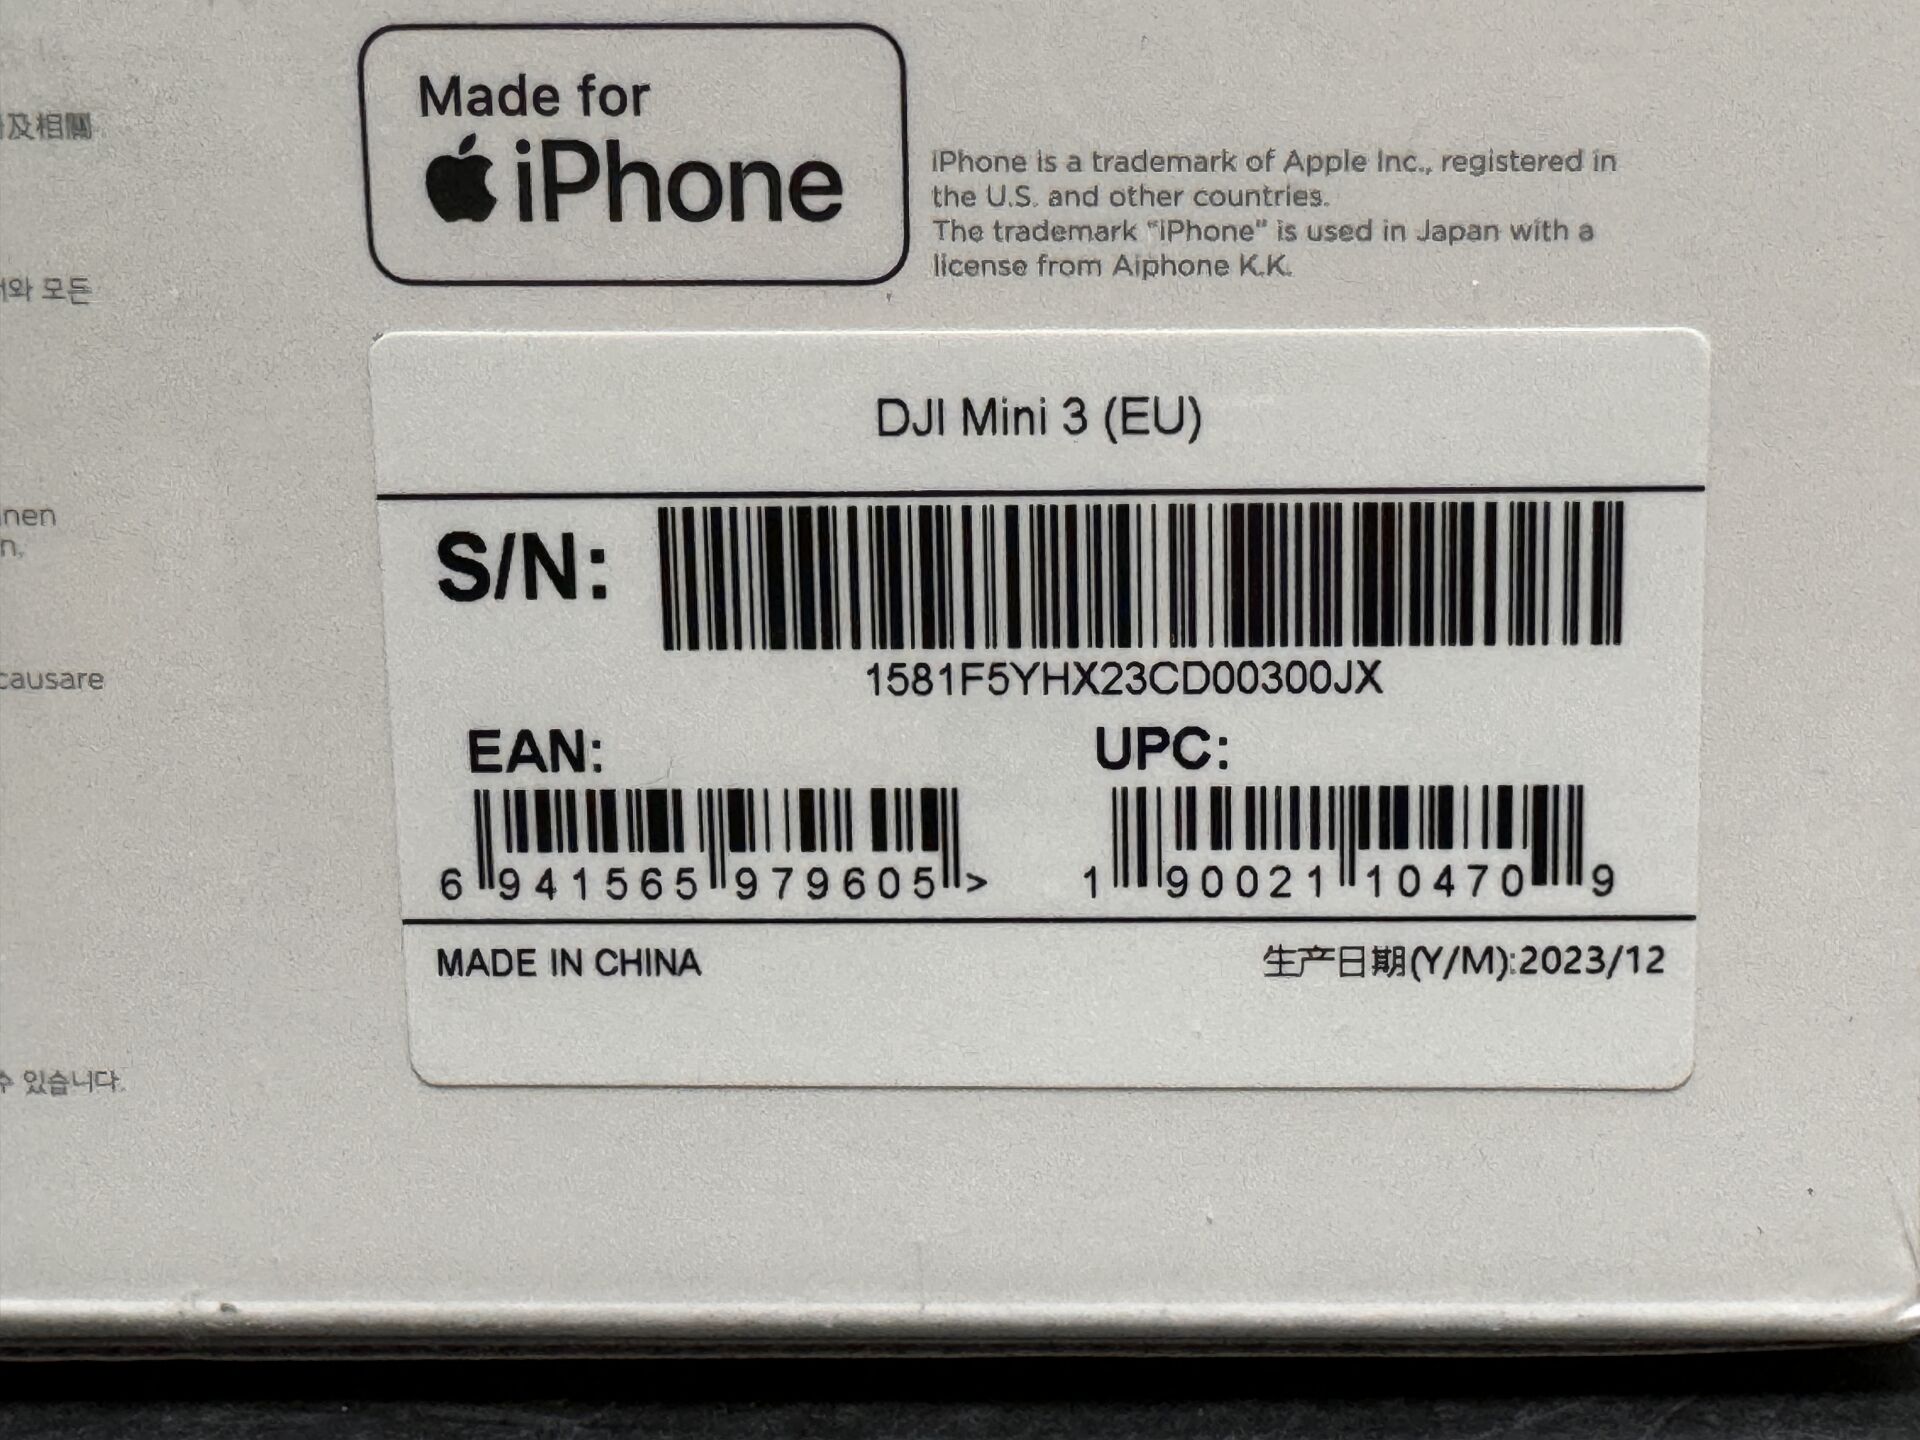 及相關
와 모든
nen
n,
causare
수 있습니다.
Made for
iPhone
iPhone is a trademark of Apple Inc., registered in
the U.S. and other countries.
The trademark "iPhone" is used in Japan with a
license from Aiphone K.K.
DJI Mini 3 (EU)
S/N:
1581F5YHX23CD00300JX
EAN:
6 941565 979605 >
UPC:
1 90021 10470 9
MADE IN CHINA
生产日期(Y/M):2023/12